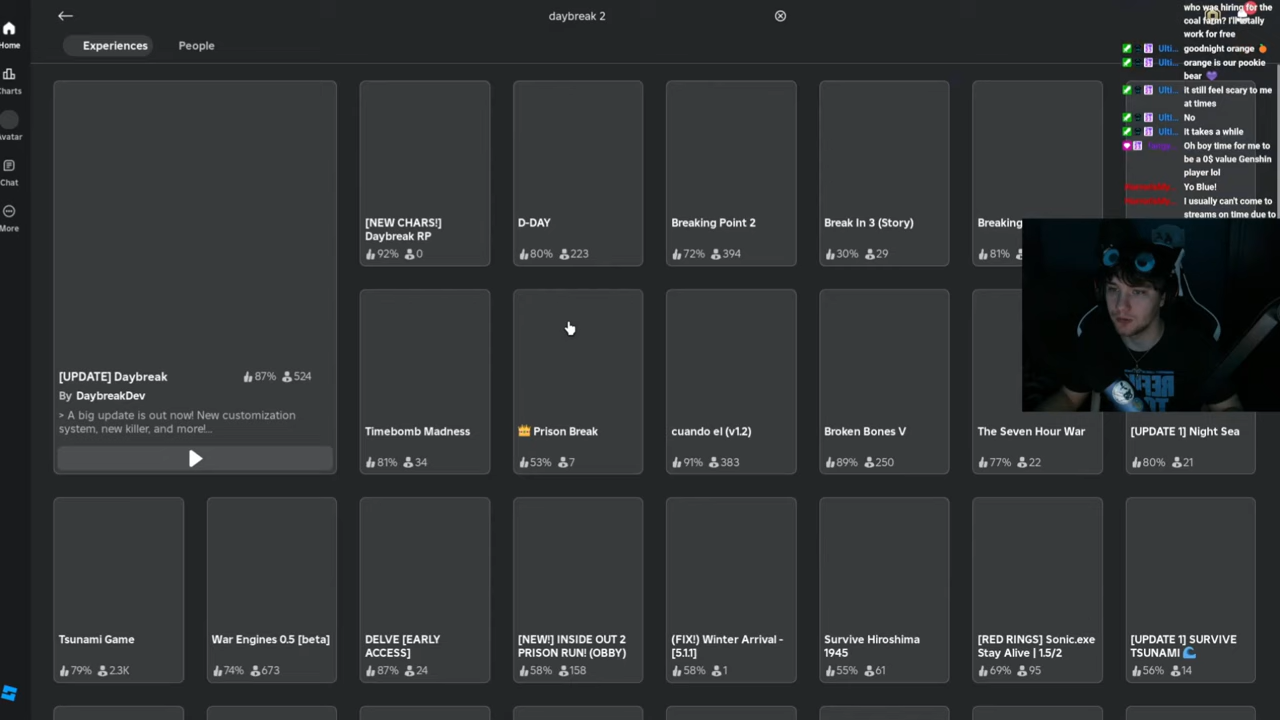 daybreak 2
Experiences
People
Home
Charts
Avatar
Chat
More
[UPDATE] Daybreak
87% 524
By DaybreakDev
> A big update is out now! New customization
system, new killer, and more!...
[NEW CHARS!]
Daybreak RP
92% 0
D-DAY
80% 223
Breaking Point 2
72% 394
Break In 3 (Story)
30% 29
Breaking
81%
Timebomb Madness
81% 34
👑 Prison Break
53% 7
cuando el (v1.2)
91% 383
Broken Bones V
89% 250
The Seven Hour War
77% 22
[UPDATE 1] Night Sea
80% 21
Tsunami Game
79% 2.3K
War Engines 0.5 [beta]
74% 673
DELVE [EARLY
ACCESS]
87% 24
[NEW!] INSIDE OUT 2
PRISON RUN! (OBBY)
58% 158
(FIX!) Winter Arrival -
[5.1.1]
58% 1
Survive Hiroshima
1945
55% 61
[RED RINGS] Sonic.exe
Stay Alive | 1.5/2
69% 95
[UPDATE 1] SURVIVE
TSUNAMI 🌊
56% 14
who was hiring for the
coal farm? I'll totally
work for free
Ulti... goodnight orange 🍊
Ulti... orange is our pookie
bear 💜
Ulti... it still feel scary to me
at times
Ulti... No
Ulti... it takes a while
Oh boy time for me to
be a 0$ value Genshin
player lol
Yo Blue!
I usually can't come to
streams on time due to